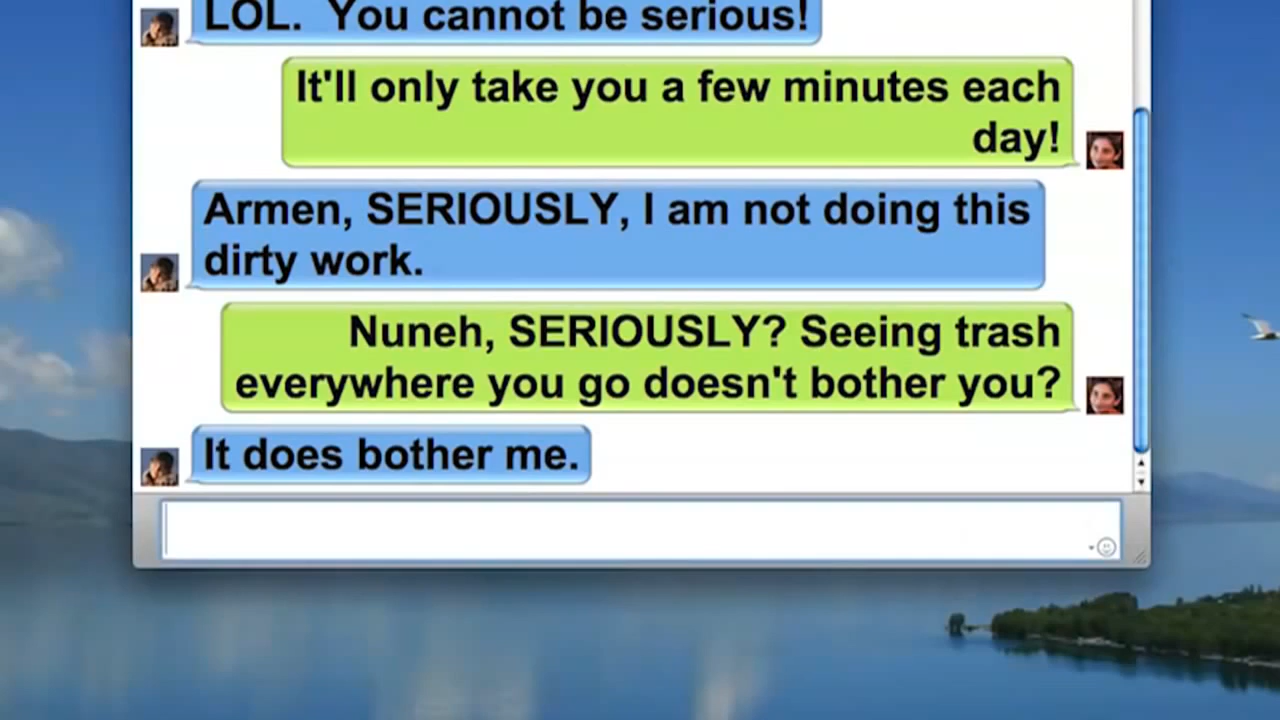 LOL.  You cannot be serious!
It'll only take you a few minutes each
day!
Armen, SERIOUSLY, I am not doing this
dirty work.
Nuneh, SERIOUSLY? Seeing trash
everywhere you go doesn't bother you?
It does bother me.